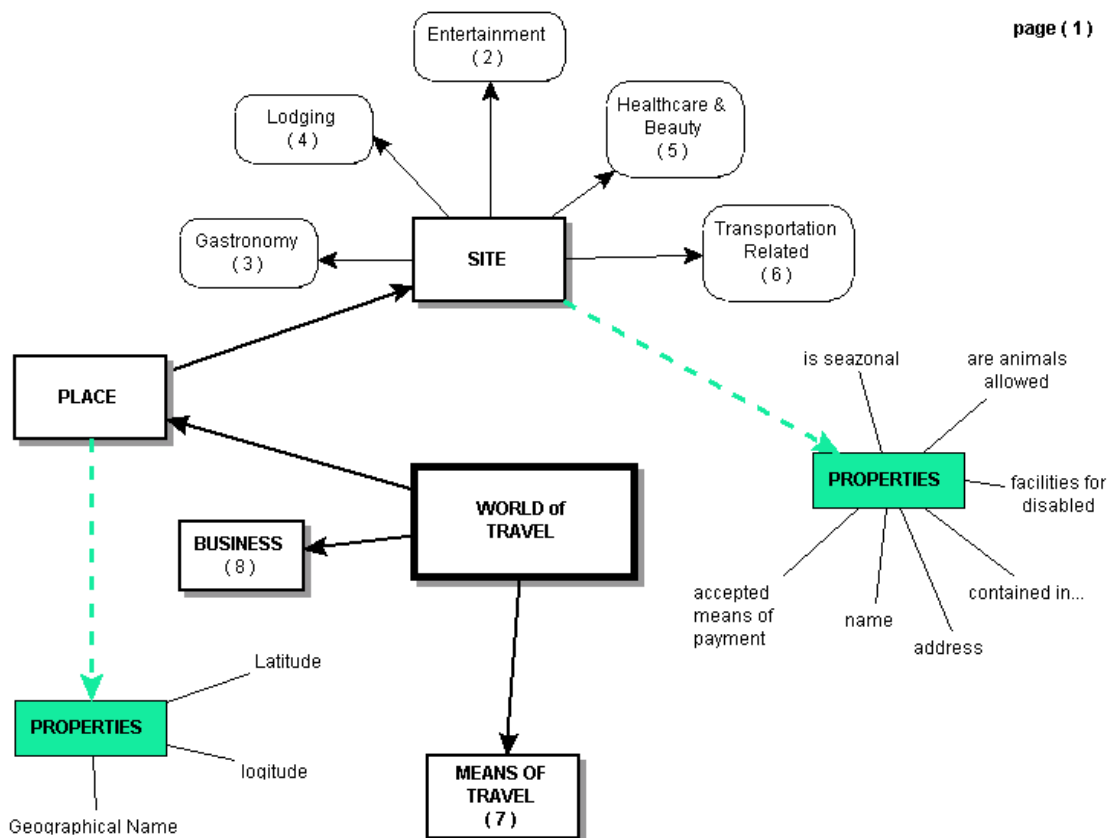 page ( 1 )
Entertainment
( 2 )
Lodging
( 4 )
Healthcare &
Beauty
( 5 )
Gastronomy
( 3 )
SITE
Transportation
Related
( 6 )
PLACE
is seazonal
are animals
allowed
PROPERTIES
facilities for
disabled
WORLD of
TRAVEL
BUSINESS
( 8 )
accepted
means of
payment
name
address
contained in...
Latitude
PROPERTIES
logitude
Geographical Name
MEANS OF
TRAVEL
( 7 )